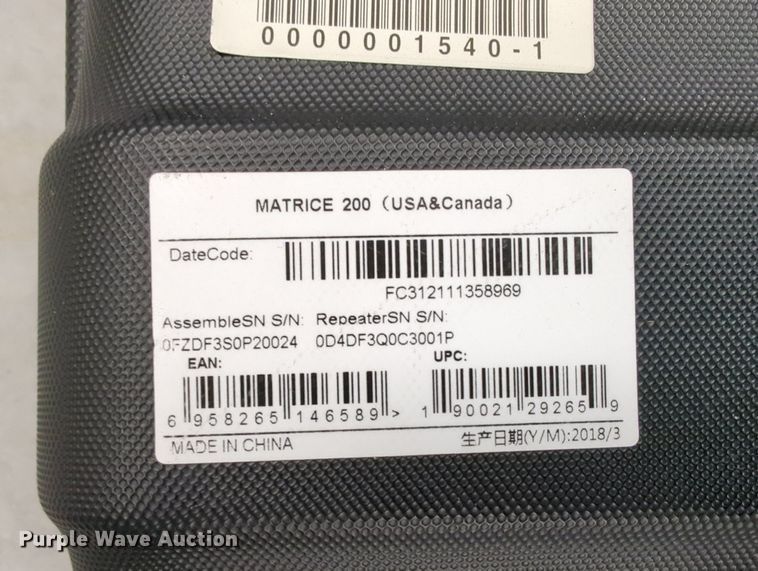 0000001540-1
MATRICE 200（USA&Canada）
DateCode:
FC312111358969
AssembleSN S/N: RepeaterSN S/N:
0FZDF3S0P20024 0D4DF3Q0C3001P
EAN: UPC:
6 958265 146589 > 1 90021 29265 9
MADE IN CHINA 生产日期(Y/M):2018/3
Purple Wave Auction